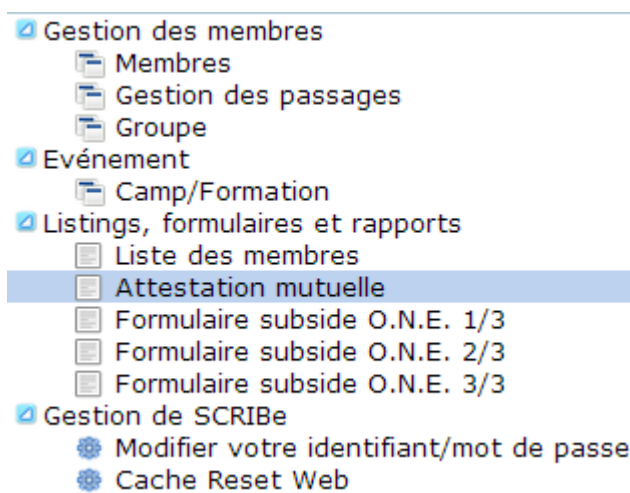 Gestion des membres
Membres
Gestion des passages
Groupe
Evénement
Camp/Formation
Listings, formulaires et rapports
Liste des membres
Attestation mutuelle
Formulaire subside O.N.E. 1/3
Formulaire subside O.N.E. 2/3
Formulaire subside O.N.E. 3/3
Gestion de SCRIBe
Modifier votre identifiant/mot de passe
Cache Reset Web